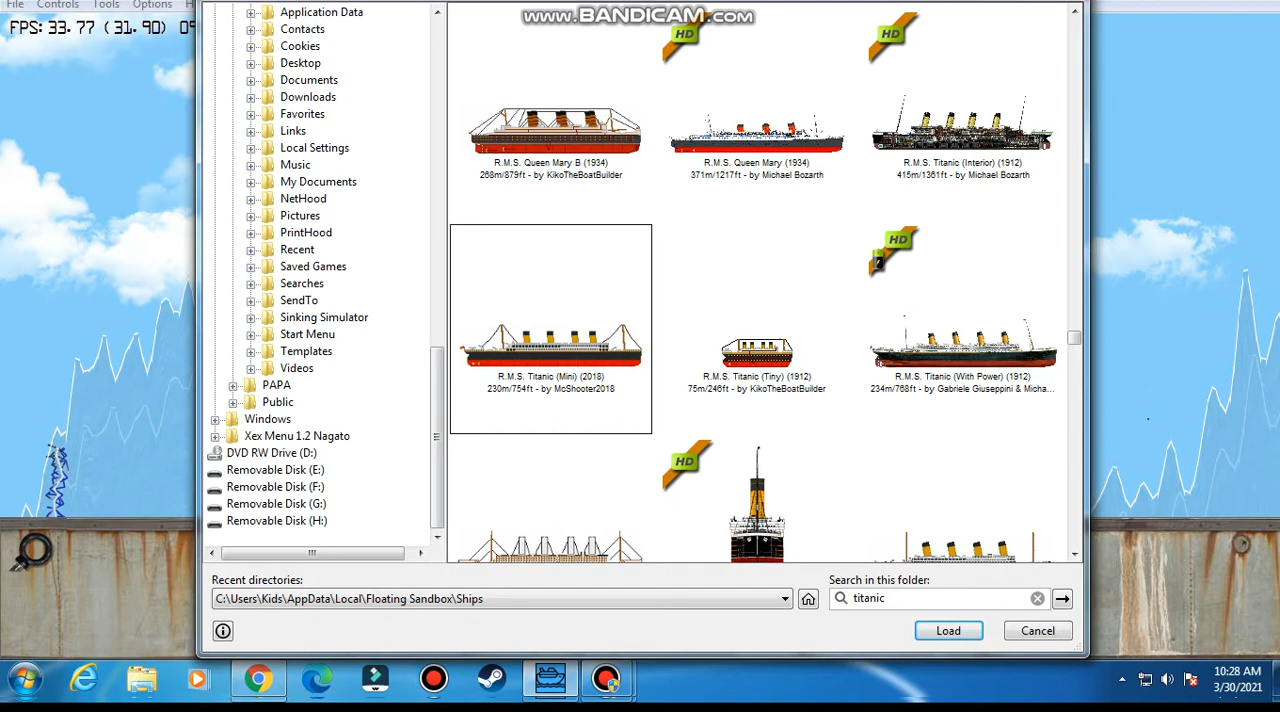 File Controls Tools Options
www.BANDICAM.com
FPS: 33.77 (31.90) 09
Application Data
Contacts
Cookies
Desktop
Documents
Downloads
Favorites
Links
Local Settings
Music
My Documents
NetHood
Pictures
PrintHood
Recent
Saved Games
Searches
SendTo
Sinking Simulator
Start Menu
Templates
Videos
PAPA
Public
Windows
Xex Menu 1.2 Nagato
DVD RW Drive (D:)
Removable Disk (E:)
Removable Disk (F:)
Removable Disk (G:)
Removable Disk (H:)
HD
HD
R.M.S. Queen Mary B (1934)
268m/879ft - by KikoTheBoatBuilder
R.M.S. Queen Mary (1934)
371m/1217ft - by Michael Bozarth
R.M.S. Titanic (Interior) (1912)
415m/1361ft - by Michael Bozarth
HD
R.M.S. Titanic (Mini) (2018)
230m/754ft - by McShooter2018
R.M.S. Titanic (Tiny) (1912)
75m/246ft - by KikoTheBoatBuilder
R.M.S. Titanic (With Power) (1912)
234m/768ft - by Gabriele Giuseppini & Micha...
HD
Recent directories:
C:\Users\Kids\AppData\Local\Floating Sandbox\Ships
Search in this folder:
titanic
Load
Cancel
10:28 AM
3/30/2021